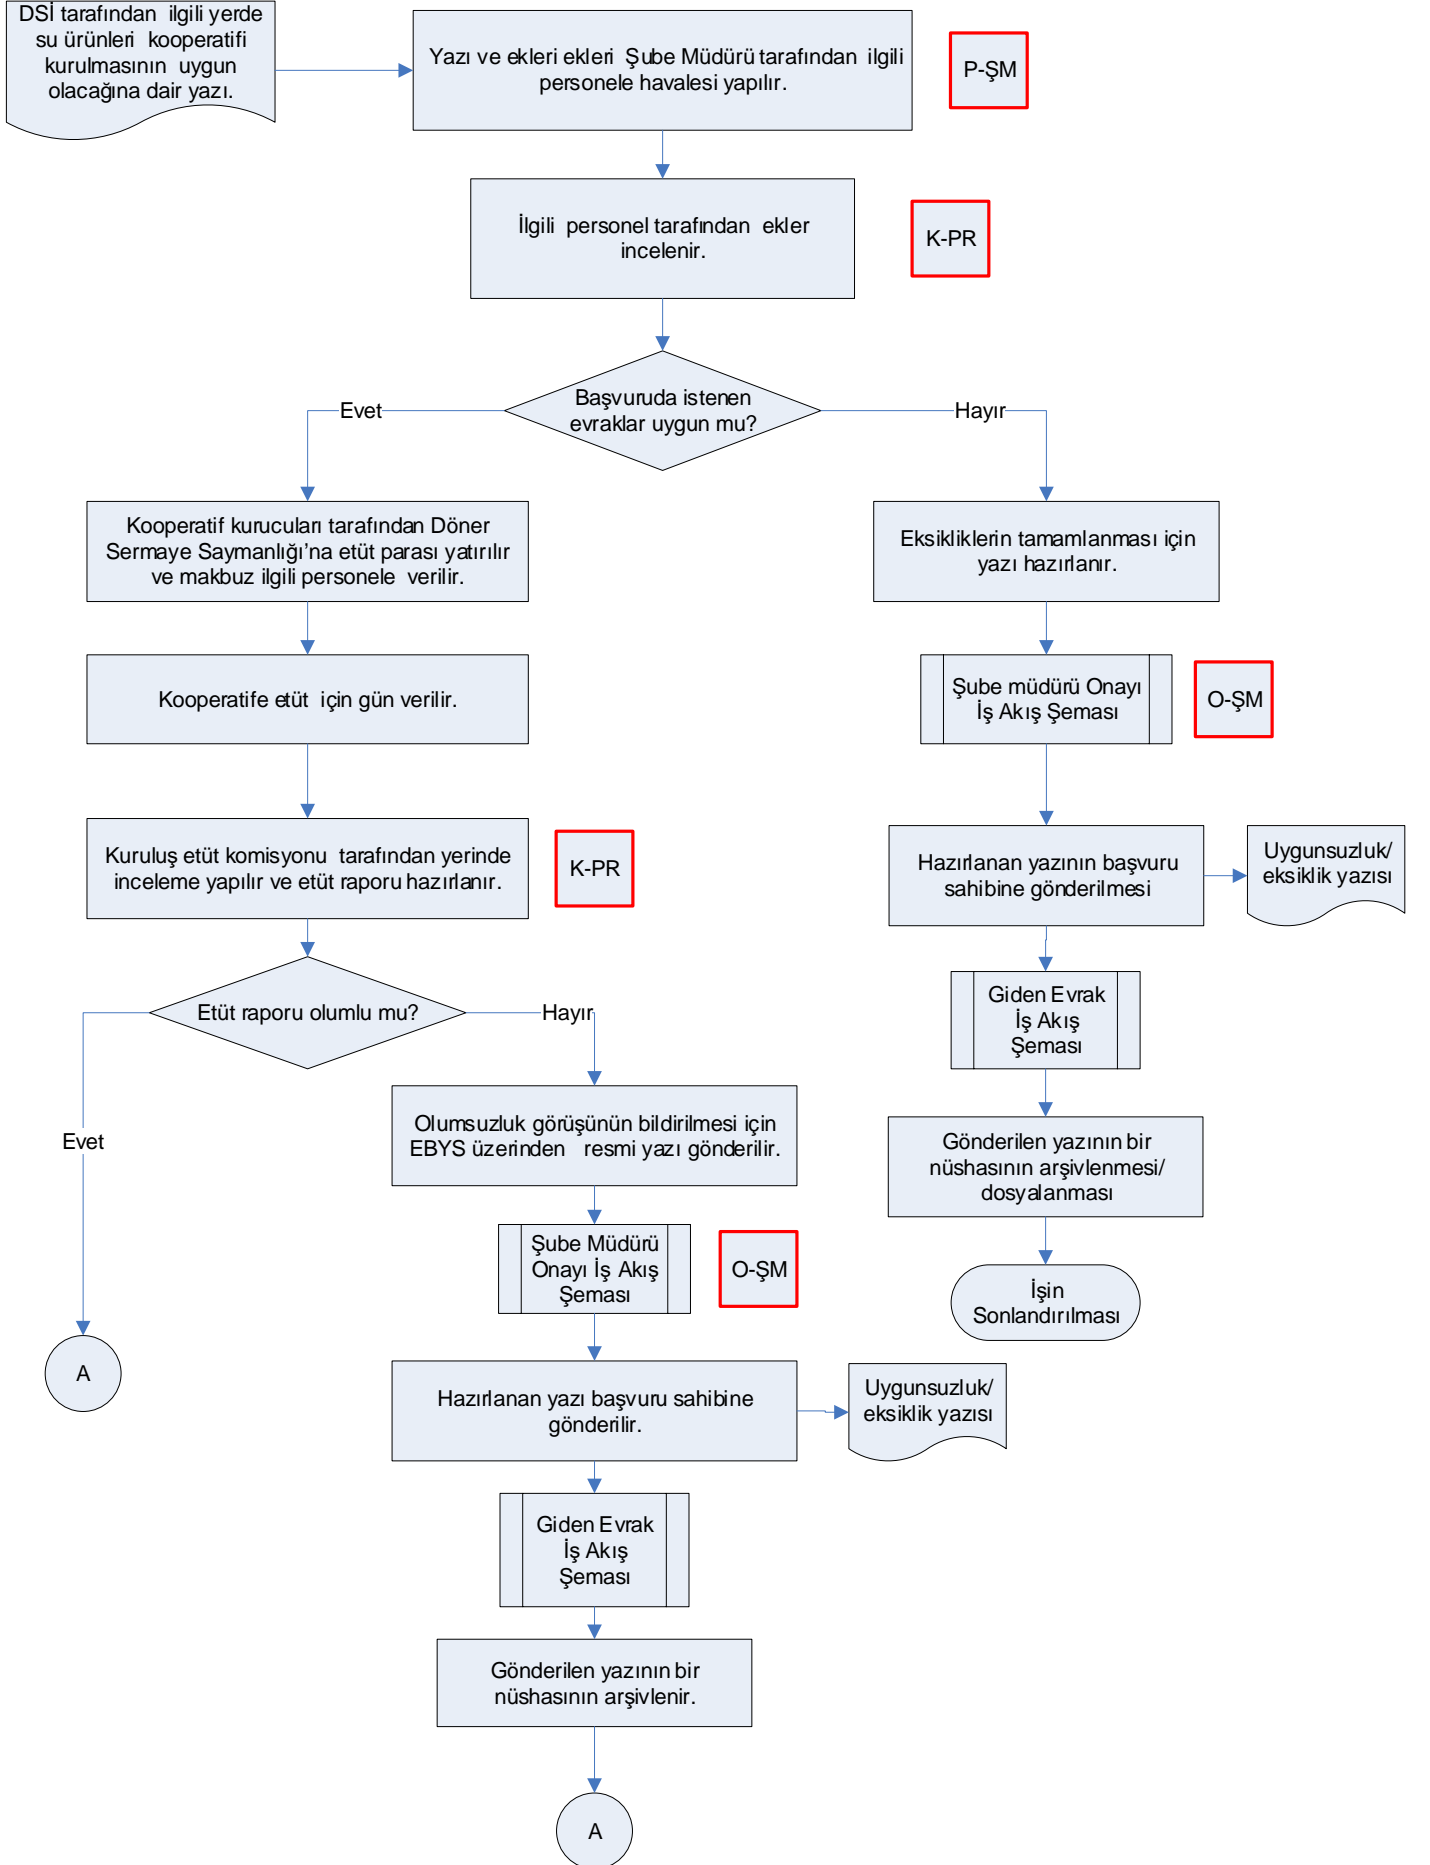 DSİ tarafından ilgili yerde
su ürünleri kooperatifi
kurulmasının uygun
olacağına dair yazı.
Yazı ve ekleri ekleri Şube Müdürü tarafından ilgili
personele havalesi yapılır.
P-ŞM
İlgili personel tarafından ekler
incelenir.
K-PR
Başvuruda istenen
evraklar uygun mu?
Evet
Hayır
Kooperatif kurucuları tarafından Döner
Sermaye Saymanlığı’na etüt parası yatırılır
ve makbuz ilgili personele verilir.
Eksikliklerin tamamlanması için
yazı hazırlanır.
Kooperatife etüt için gün verilir.
Şube müdürü Onayı
İş Akış Şeması
O-ŞM
Kuruluş etüt komisyonu tarafından yerinde
inceleme yapılır ve etüt raporu hazırlanır.
K-PR
Hazırlanan yazının başvuru
sahibine gönderilmesi
Uygunsuzluk/
eksiklik yazısı
Etüt raporu olumlu mu?
Hayır
Evet
Giden Evrak
İş Akış
Şeması
Olumsuzluk görüşünün bildirilmesi için
EBYS üzerinden resmi yazı gönderilir.
Gönderilen yazının bir
nüshasının arşivlenmesi/
dosyalanması
Şube Müdürü
Onayı İş Akış
Şeması
O-ŞM
İşin
Sonlandırılması
A
Hazırlanan yazı başvuru sahibine
gönderilir.
Uygunsuzluk/
eksiklik yazısı
Giden Evrak
İş Akış
Şeması
Gönderilen yazının bir
nüshasının arşivlenir.
A